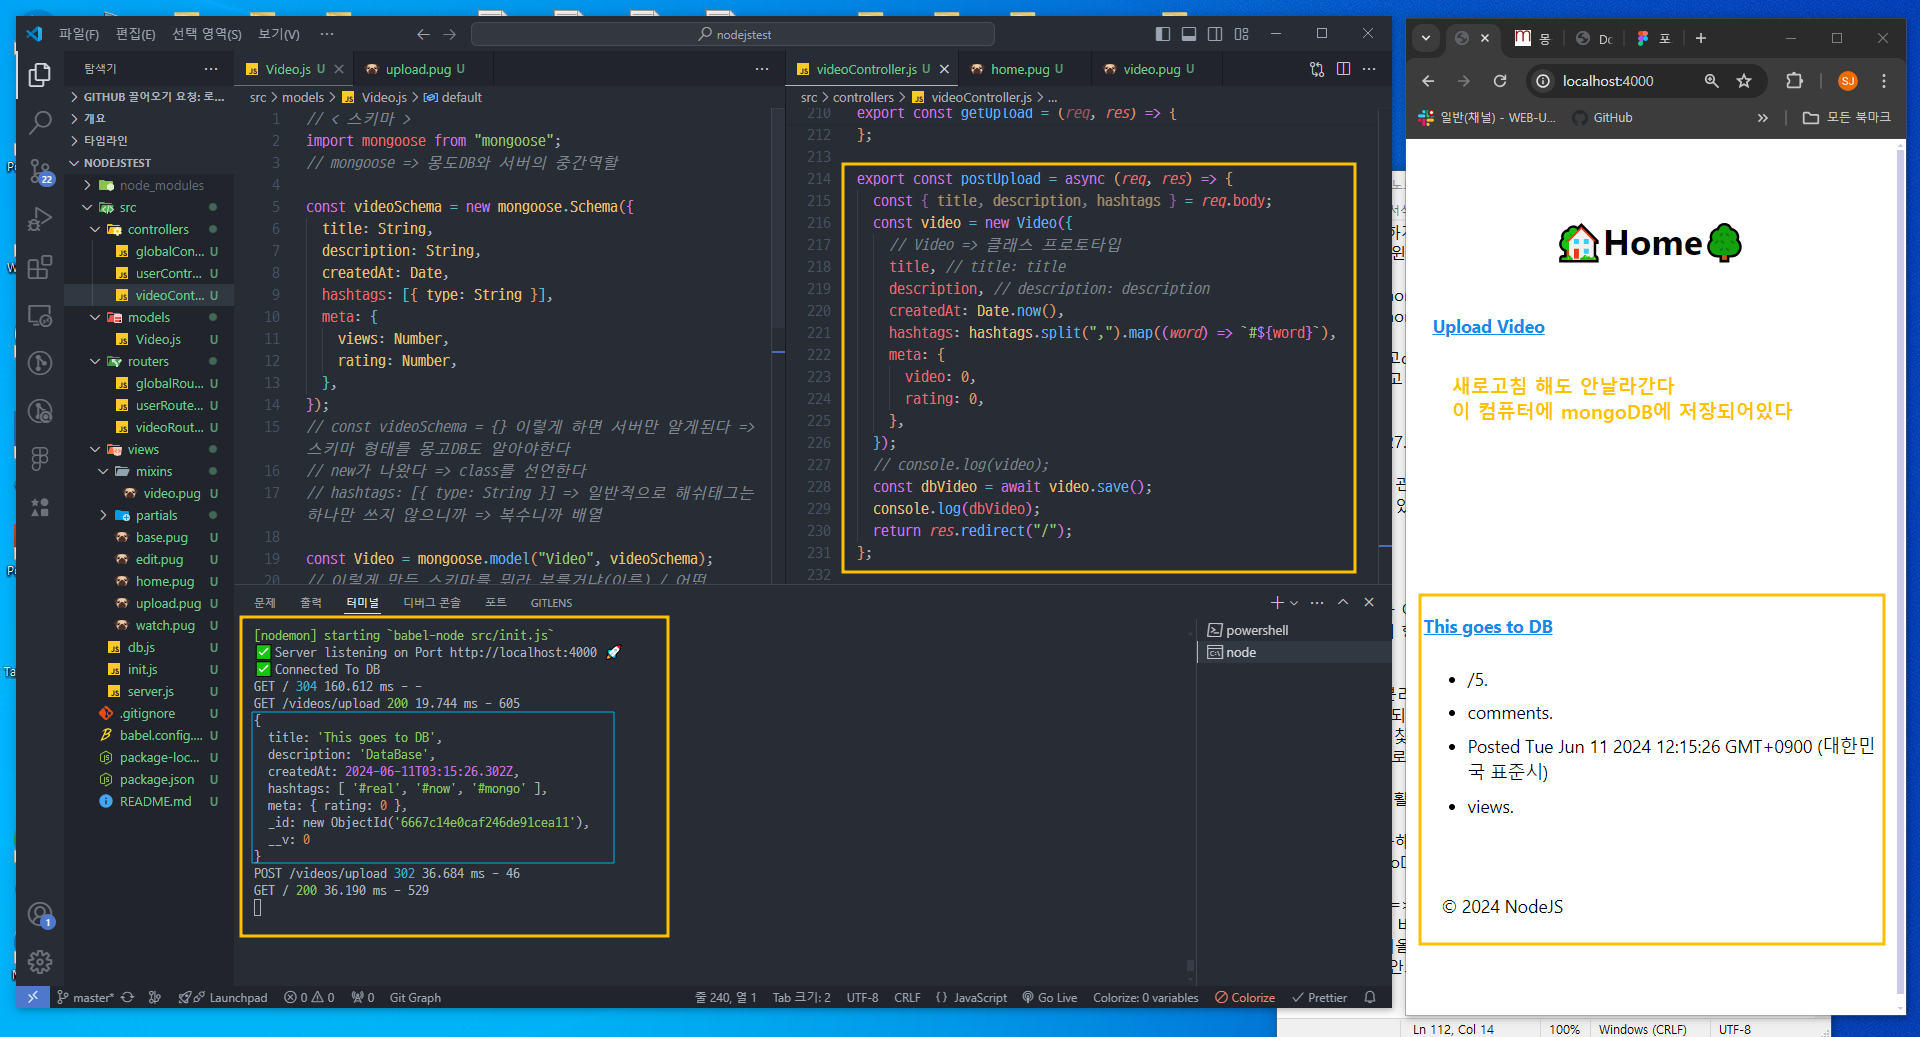 파일(F) 편집(E) 선택 영역(S) 보기(V) ···
nodejstest
탐색기 ···
GITHUB 끌어오기 요청: 로...
개요
타임라인
NODEJSTEST
node_modules
src
controllers
globalCon... U
userContr... U
videoCont... U
models
Video.js U
routers
globalRou... U
userRoute... U
videoRout... U
views
mixins
video.pug U
partials
base.pug U
edit.pug U
home.pug U
upload.pug U
watch.pug U
db.js U
init.js U
server.js U
.gitignore U
babel.config.... U
package-loc... U
package.json U
README.md U
22
1
Video.js U upload.pug U
src > models > Video.js > default
1 // < 스키마 >
2 import mongoose from "mongoose";
3 // mongoose => 몽도DB와 서버의 중간역할
4
5 const videoSchema = new mongoose.Schema({
6 title: String,
7 description: String,
8 createdAt: Date,
9 hashtags: [{ type: String }],
10 meta: {
11 views: Number,
12 rating: Number,
13 },
14 });
15 // const videoSchema = {} 이렇게 하면 서버만 알게된다 =>
스키마 형태를 몽고DB도 알아야한다
16 // new가 나왔다 => class를 선언한다
17 // hashtags: [{ type: String }] => 일반적으로 해쉬태그는
하나만 쓰지 않으니까 => 복수니까 배열
18
19 const Video = mongoose.model("Video", videoSchema);
20 // 이렇게 만든 스키마를 뭐라 부를거냐(이름) / 어떤
videoController.js U home.pug U video.pug U
src > controllers > videoController.js > ...
210 export const getUpload = (req, res) => {
212 };
213
214 export const postUpload = async (req, res) => {
215 const { title, description, hashtags } = req.body;
216 const video = new Video({
217 // Video => 클래스 프로토타입
218 title, // title: title
219 description, // description: description
220 createdAt: Date.now(),
221 hashtags: hashtags.split(",").map((word) => `#${word}`),
222 meta: {
223 video: 0,
224 rating: 0,
225 },
226 });
227 // console.log(video);
228 const dbVideo = await video.save();
229 console.log(dbVideo);
230 return res.redirect("/");
231 };
232
문제 출력 터미널 디버그 콘솔 포트 GITLENS
[nodemon] starting `babel-node src/init.js`
✅ Server listening on Port http://localhost:4000 🚀
✅ Connected To DB
GET / 304 160.612 ms - -
GET /videos/upload 200 19.744 ms - 605
{
title: 'This goes to DB',
description: 'DataBase',
createdAt: 2024-06-11T03:15:26.302Z,
hashtags: [ '#real', '#now', '#mongo' ],
meta: { rating: 0 },
_id: new ObjectId('6667c14e0caf246de91cea11'),
__v: 0
}
POST /videos/upload 302 36.684 ms - 46
GET / 200 36.190 ms - 529
powershell
node
master* Launchpad 0 0 0 Git Graph
줄 240, 열 1 Tab 크기: 2 UTF-8 CRLF {} JavaScript Go Live Colorize: 0 variables Colorize Prettier
몽 Dc 포
localhost:4000
SJ
일반(채널) - WEB-U... GitHub » 모든 북마크
🏠Home🌳
Upload Video
새로고침 해도 안날라간다
이 컴퓨터에 mongoDB에 저장되어있다
This goes to DB
• /5.
• comments.
• Posted Tue Jun 11 2024 12:15:26 GMT+0900 (대한민
국 표준시)
• views.
© 2024 NodeJS
Ln 112, Col 14 100% Windows (CRLF) UTF-8